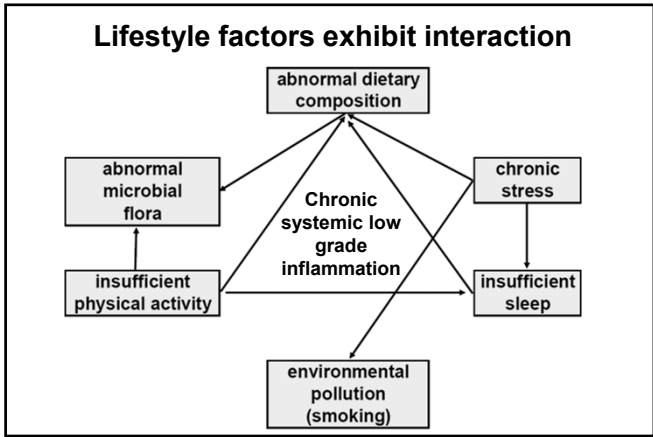 Lifestyle factors exhibit interaction
abnormal dietary
composition
abnormal
microbial
flora
chronic
stress
Chronic
systemic low
grade
inflammation
insufficient
physical activity
insufficient
sleep
environmental
pollution
(smoking)